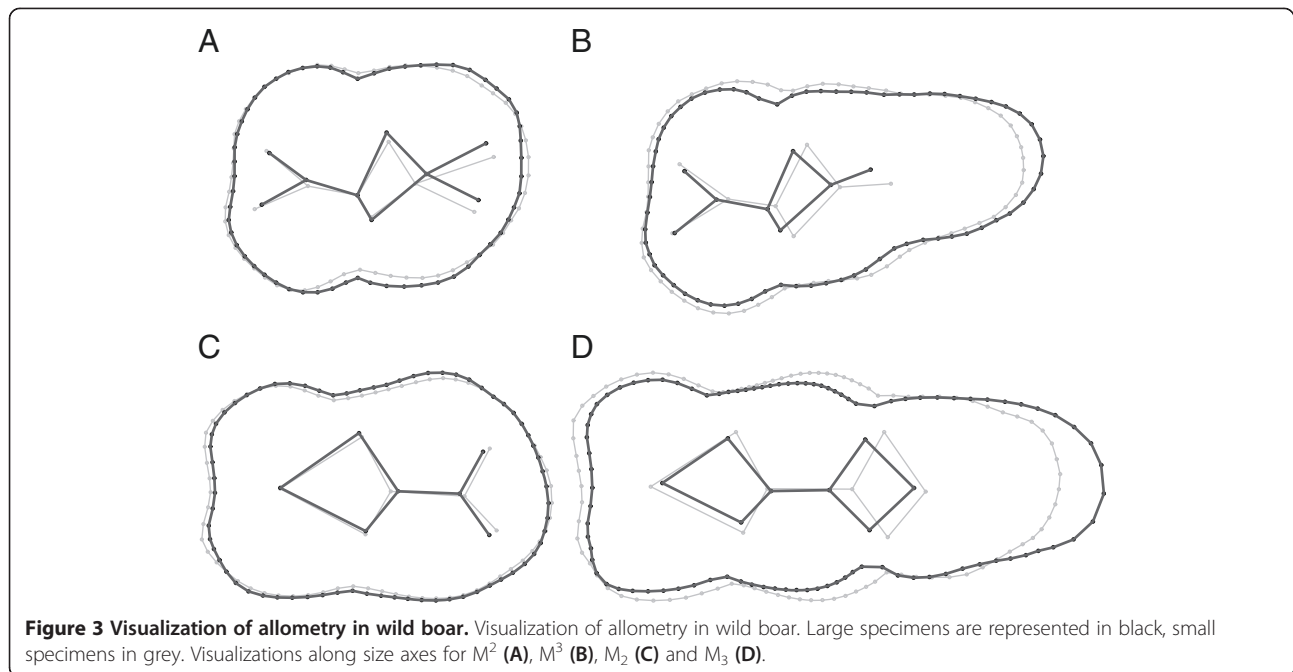 A
B
C
D
Figure 3 Visualization of allometry in wild boar. Visualization of allometry in wild boar. Large specimens are represented in black, small
specimens in grey. Visualizations along size axes for M² (A), M³ (B), M₂ (C) and M₃ (D).